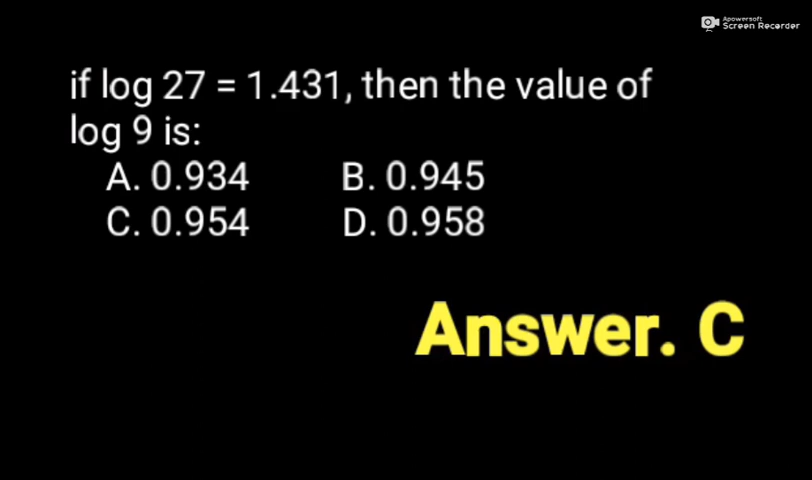 Apowersoft
Screen Recorder
if log 27 = 1.431, then the value of
log 9 is:
A. 0.934 B. 0.945
C. 0.954 D. 0.958
Answer. C